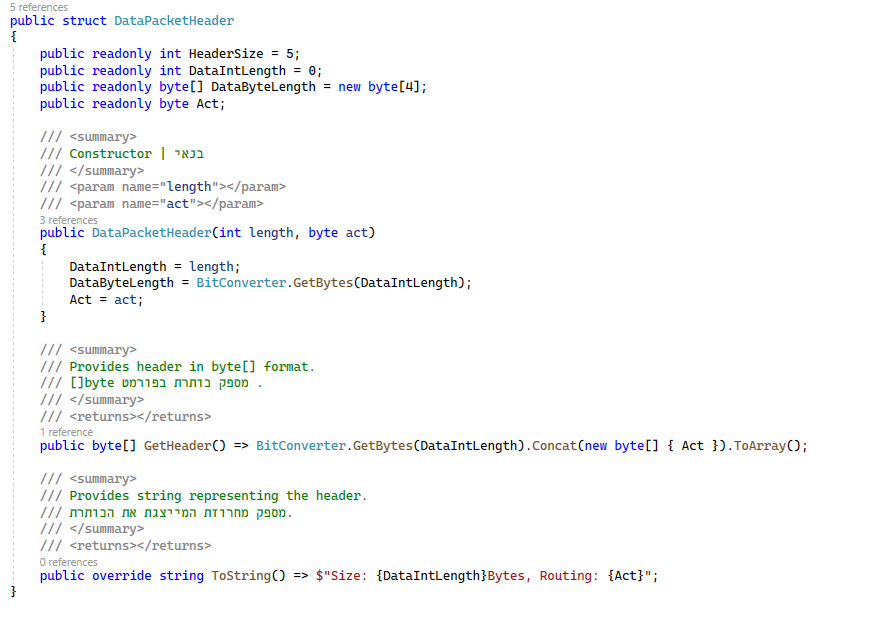 5 references
public struct DataPacketHeader
{
public readonly int HeaderSize = 5;
public readonly int DataIntLength = 0;
public readonly byte[] DataByteLength = new byte[4];
public readonly byte Act;
/// <summary>
/// Constructor | בנאי
/// </summary>
/// <param name="length"></param>
/// <param name="act"></param>
3 references
public DataPacketHeader(int length, byte act)
{
DataIntLength = length;
DataByteLength = BitConverter.GetBytes(DataIntLength);
Act = act;
}
/// <summary>
/// Provides header in byte[] format.
/// []byte מספק כותרת בפורמט .
/// </summary>
/// <returns></returns>
1 reference
public byte[] GetHeader() => BitConverter.GetBytes(DataIntLength).Concat(new byte[] { Act }).ToArray();
/// <summary>
/// Provides string representing the header.
/// מספק מחרוזת המייצגת את הכותרת.
/// </summary>
/// <returns></returns>
0 references
public override string ToString() => $"Size: {DataIntLength}Bytes, Routing: {Act}";
}